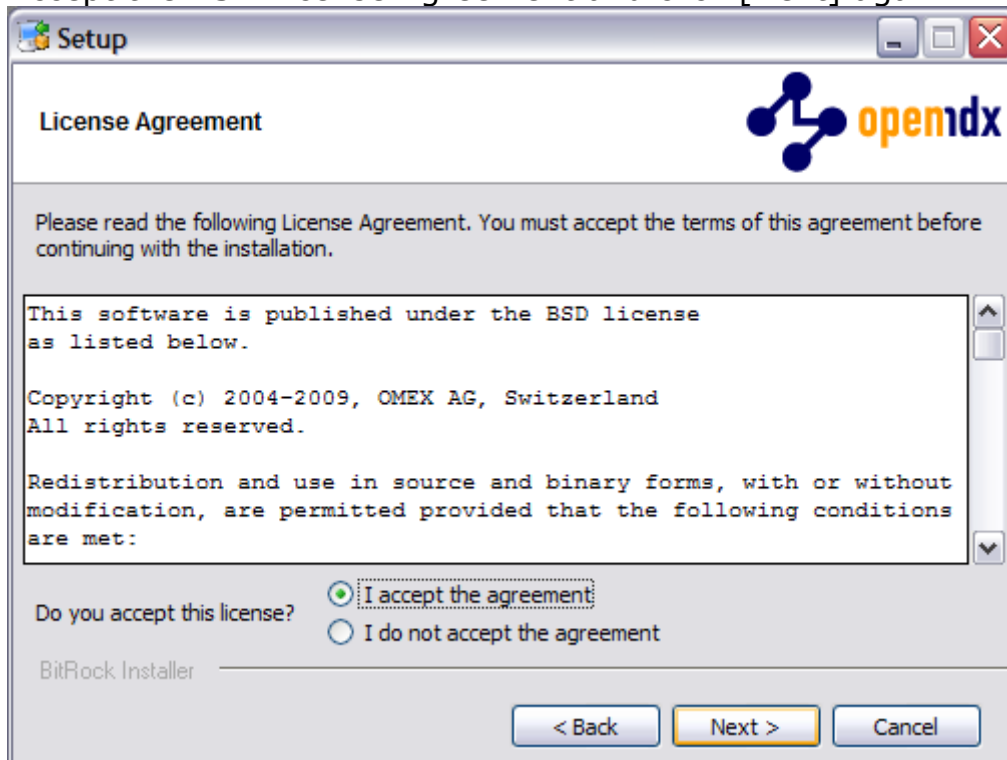 Setup
License Agreement
openmdx
Please read the following License Agreement. You must accept the terms of this agreement before
continuing with the installation.
This software is published under the BSD license
as listed below.
Copyright (c) 2004-2009, OMEX AG, Switzerland
All rights reserved.
Redistribution and use in source and binary forms, with or without
modification, are permitted provided that the following conditions
are met:
Do you accept this license?
I accept the agreement
I do not accept the agreement
BitRock Installer
< Back
Next >
Cancel